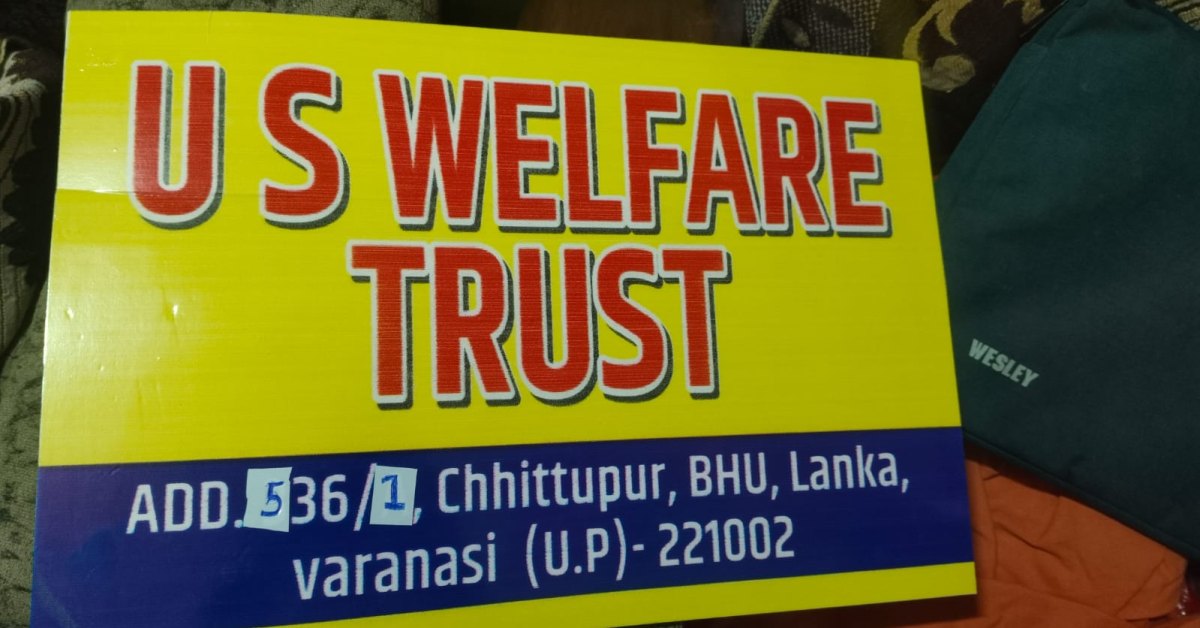 U S WELFARE
TRUST
ADD.536/1, Chhittupur, BHU, Lanka,
varanasi (U.P)- 221002
WESLEY